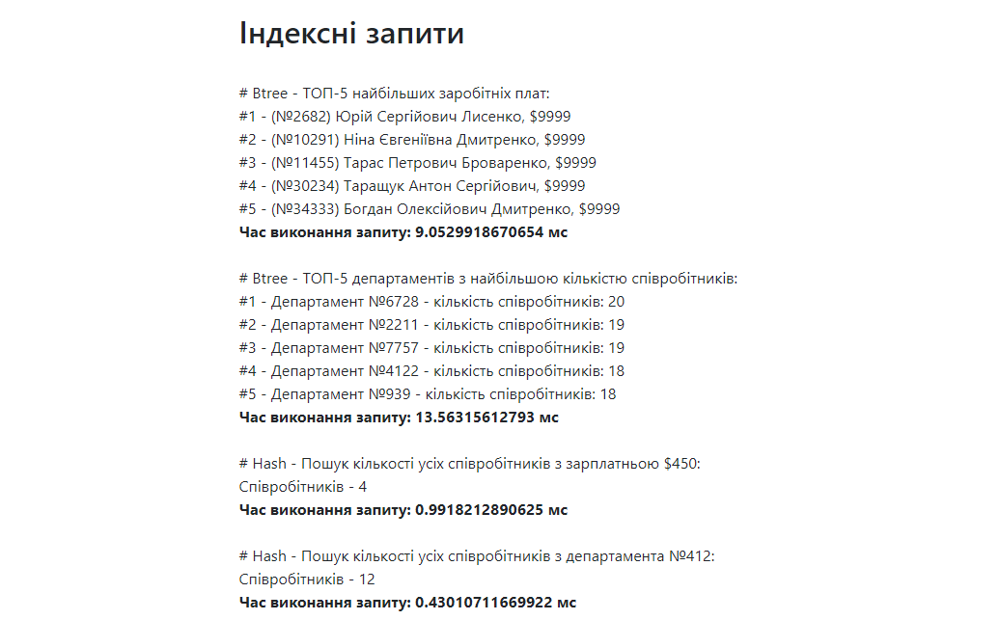 Індексні запити
# Btree - ТОП-5 найбільших заробітніх плат:
#1 - (№2682) Юрій Сергійович Лисенко, $9999
#2 - (№10291) Ніна Євгеніївна Дмитренко, $9999
#3 - (№11455) Тарас Петрович Броваренко, $9999
#4 - (№30234) Таращук Антон Сергійович, $9999
#5 - (№34333) Богдан Олексійович Дмитренко, $9999
Час виконання запиту: 9.0529918670654 мс
# Btree - ТОП-5 департаментів з найбільшою кількістю співробітників:
#1 - Департамент №6728 - кількість співробітників: 20
#2 - Департамент №2211 - кількість співробітників: 19
#3 - Департамент №7757 - кількість співробітників: 19
#4 - Департамент №4122 - кількість співробітників: 18
#5 - Департамент №939 - кількість співробітників: 18
Час виконання запиту: 13.56315612793 мс
# Hash - Пошук кількості усіх співробітників з зарплатньою $450:
Співробітників - 4
Час виконання запиту: 0.9918212890625 мс
# Hash - Пошук кількості усіх співробітників з департамента №412:
Співробітників - 12
Час виконання запиту: 0.43010711669922 мс